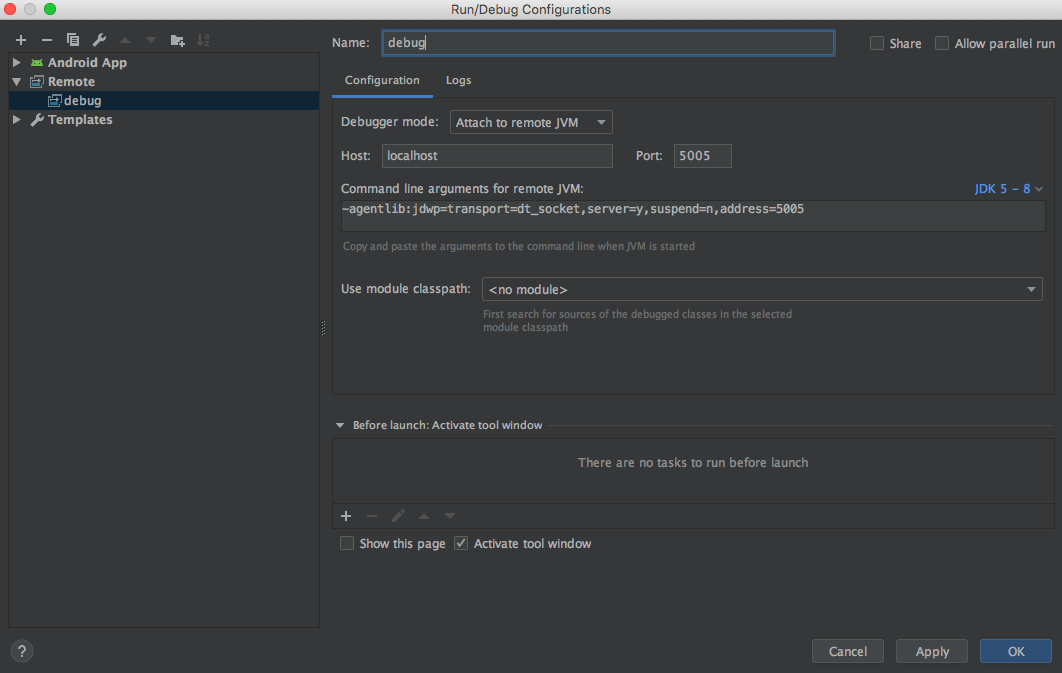 Run/Debug Configurations
Android App
Remote
debug
Templates
Name: debug
Share
Allow parallel run
Configuration Logs
Debugger mode: Attach to remote JVM
Host: localhost Port: 5005
Command line arguments for remote JVM: JDK 5 – 8
-agentlib:jdwp=transport=dt_socket,server=y,suspend=n,address=5005
Copy and paste the arguments to the command line when JVM is started
Use module classpath: <no module>
First search for sources of the debugged classes in the selected
module classpath
Before launch: Activate tool window
There are no tasks to run before launch
Show this page Activate tool window
? Cancel Apply OK